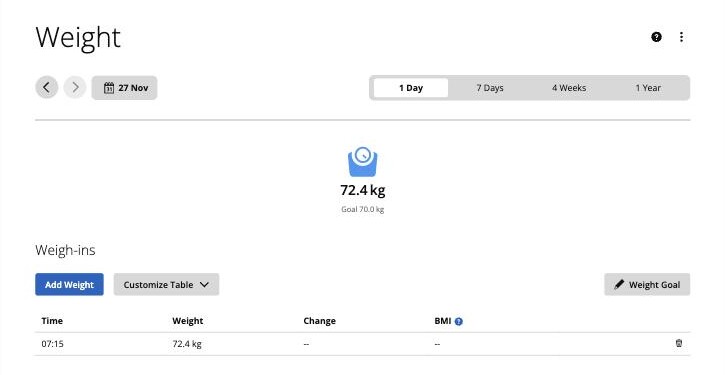 Weight
27 Nov
1 Day 7 Days 4 Weeks 1 Year
72.4 kg
Goal 70.0 kg
Weigh-ins
Add Weight Customize Table Weight Goal
Time Weight Change BMI
07:15 72.4 kg -- --